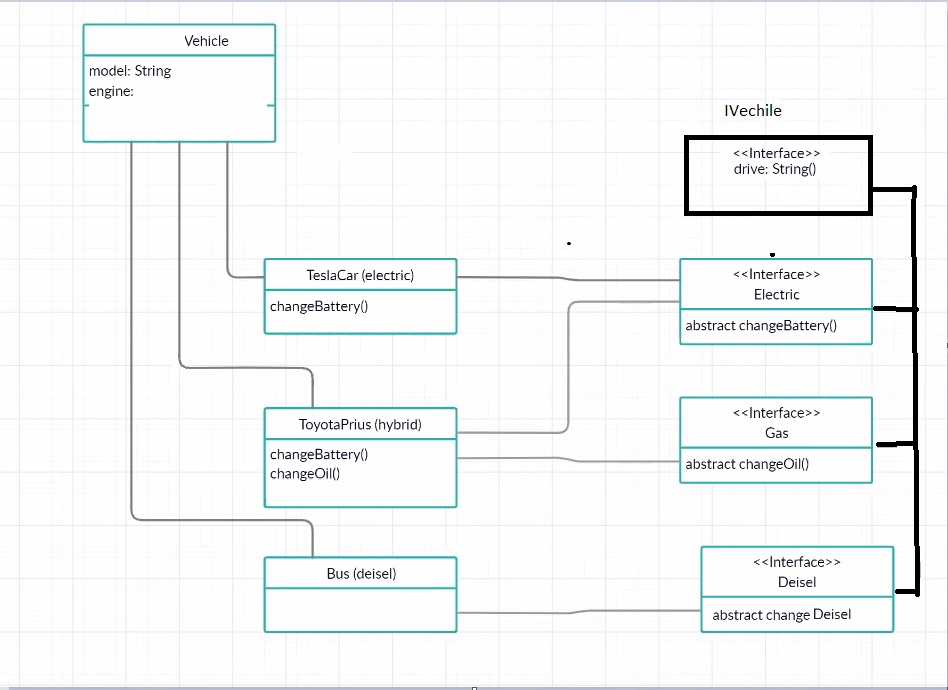 Vehicle
model: String
engine:
IVechile
<<Interface>>
drive: String()
TeslaCar (electric)
changeBattery()
<<Interface>>
Electric
abstract changeBattery()
ToyotaPrius (hybrid)
changeBattery()
changeOil()
<<Interface>>
Gas
abstract changeOil()
Bus (deisel)
<<Interface>>
Deisel
abstract change Deisel